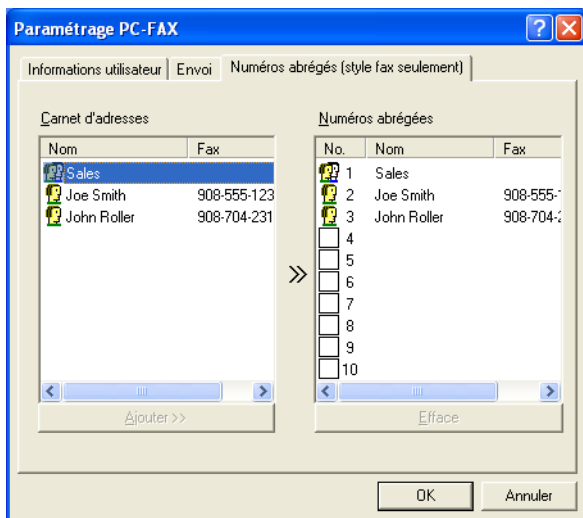 Paramétrage PC-FAX
Informations utilisateur Envoi Numéros abrégés (style fax seulement)
Carnet d'adresses Numéros abrégées
Nom Fax No. Nom Fax
Sales 1 Sales
Joe Smith 908-555-123 2 Joe Smith 908-555-
John Roller 908-704-231 3 John Roller 908-704-
4
5
6
7
8
9
10
Ajouter >> Efface
OK Annuler